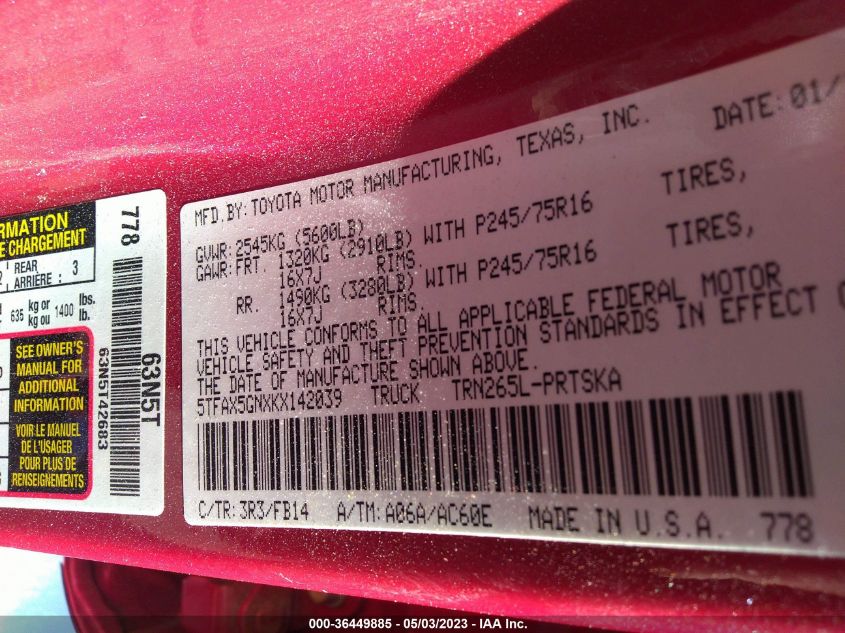 FORMATION
E CHARGEMENT
2 REAR ARRIÈRE : 3
635 kg or kg ou 1400 lbs. lb.
SEE OWNER'S
MANUAL FOR
ADDITIONAL
INFORMATION
VOIR LE MANUEL
DE L'USAGER
POUR PLUS DE
RENSEIGNEMENTS
778
63N5T
63N5T42683
MFD.BY:TOYOTA MOTOR MANUFACTURING, TEXAS, INC. DATE:01/
GVWR:2545KG (5600LB)
GAWR:FRT. 1320KG (2910LB) WITH P245/75R16 TIRES,
16X7J RIMS.
RR. 1490KG (3280LB) WITH P245/75R16 TIRES,
16X7J RIMS.
THIS VEHICLE CONFORMS TO ALL APPLICABLE FEDERAL MOTOR
VEHICLE SAFETY AND THEFT PREVENTION STANDARDS IN EFFECT
THE DATE OF MANUFACTURE SHOWN ABOVE.
5TFAX5GNXKX142039 TRUCK TRN265L-PRTSKA
C/TR:3R3/FB14 A/TM:A06A/AC60E MADE IN U.S.A. 778
000-36449885 - 05/03/2023 - IAA Inc.